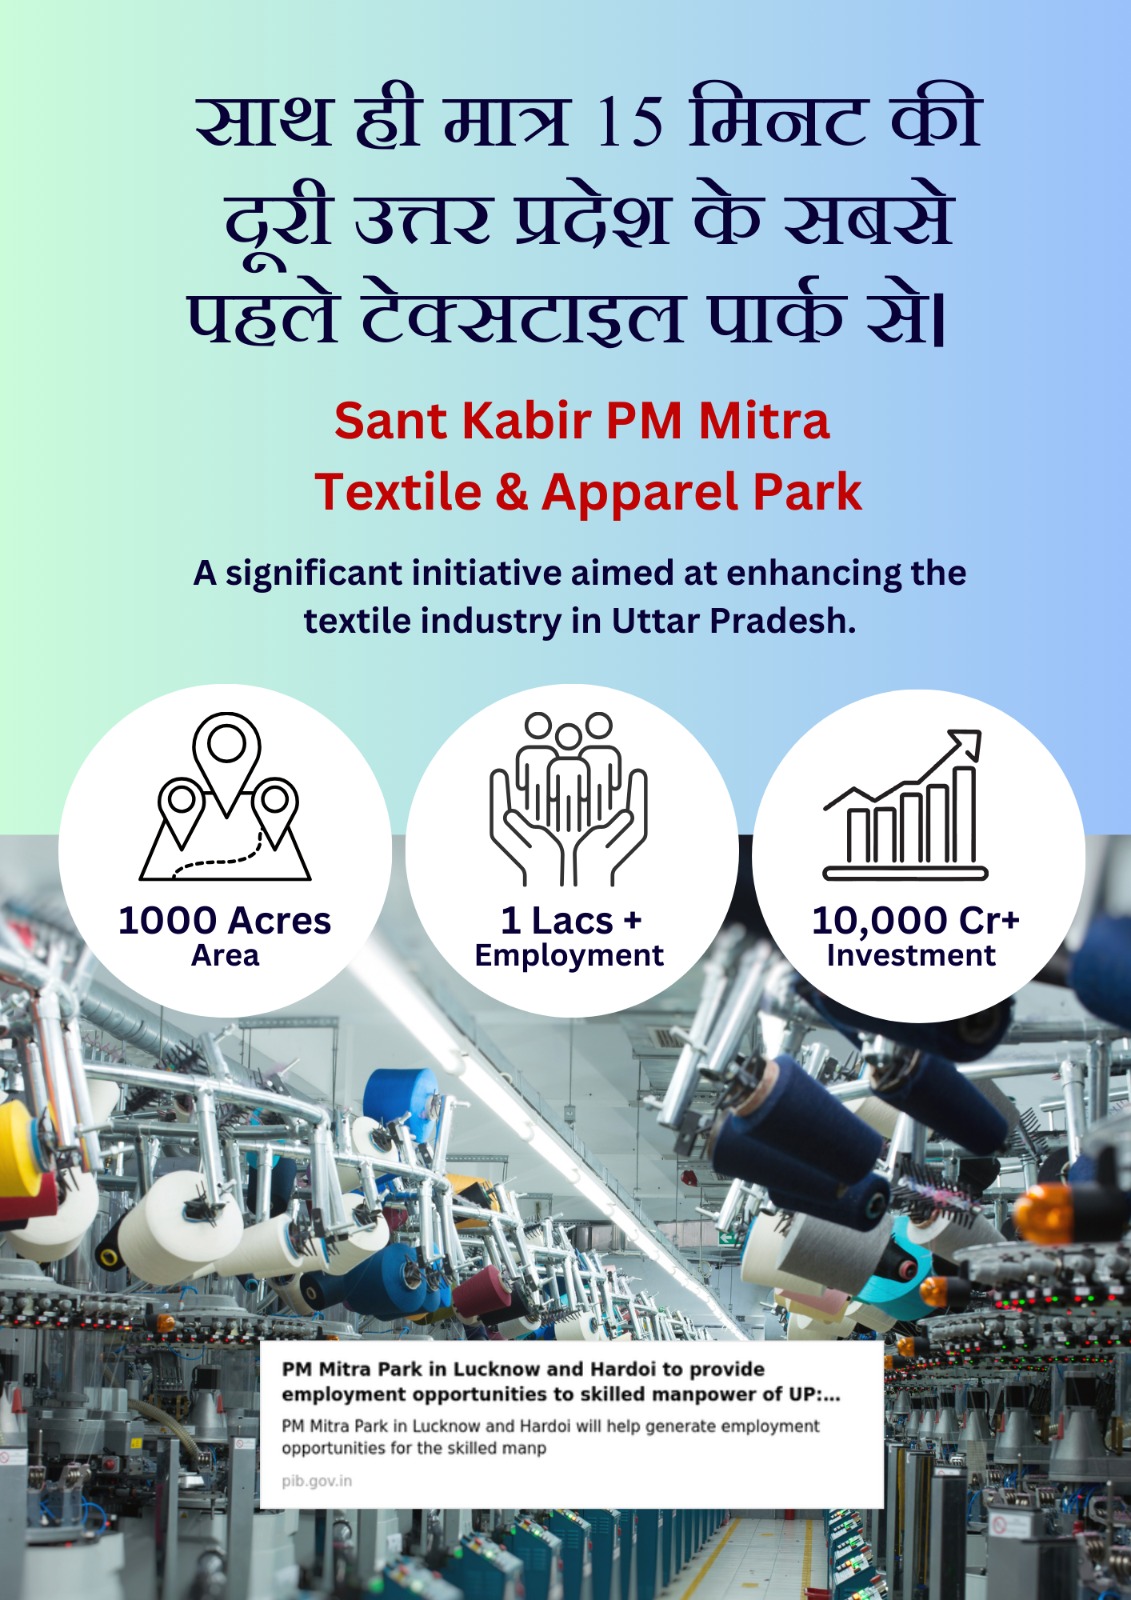 साथ ही मात्र 15 मिनट की
दूरी उत्तर प्रदेश के सबसे
पहले टेक्सटाइल पार्क से।
Sant Kabir PM Mitra
Textile & Apparel Park
A significant initiative aimed at enhancing the
textile industry in Uttar Pradesh.
1000 Acres
Area
1 Lacs +
Employment
10,000 Cr+
Investment
PM Mitra Park in Lucknow and Hardoi to provide
employment opportunities to skilled manpower of UP:...
PM Mitra Park in Lucknow and Hardoi will help generate employment
opportunities for the skilled manp
pib.gov.in